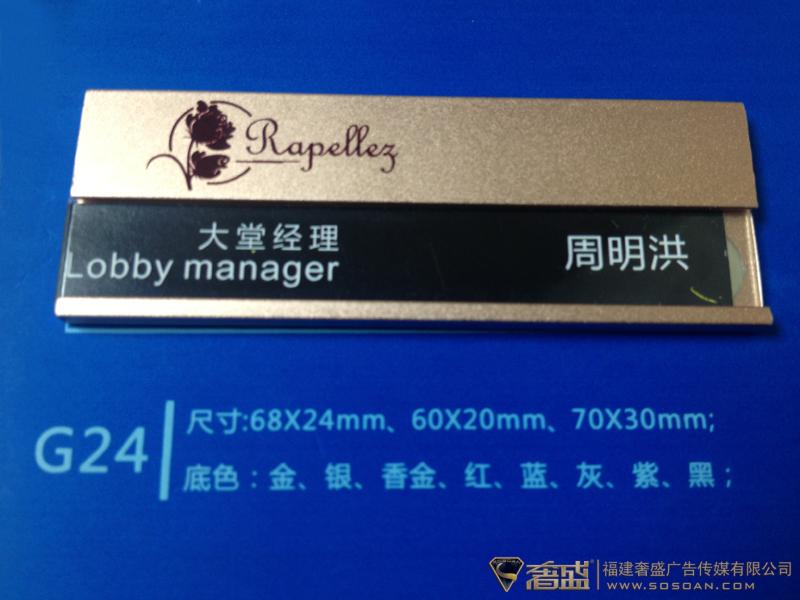 Rapellez
大堂经理
Lobby manager
周明洪
G24
尺寸:68X24mm、60X20mm、70X30mm;
底色：金、银、香金、红、蓝、灰、紫、黑；
奢盛®
福建奢盛广告传媒有限公司
WWW.SOSOAN.COM